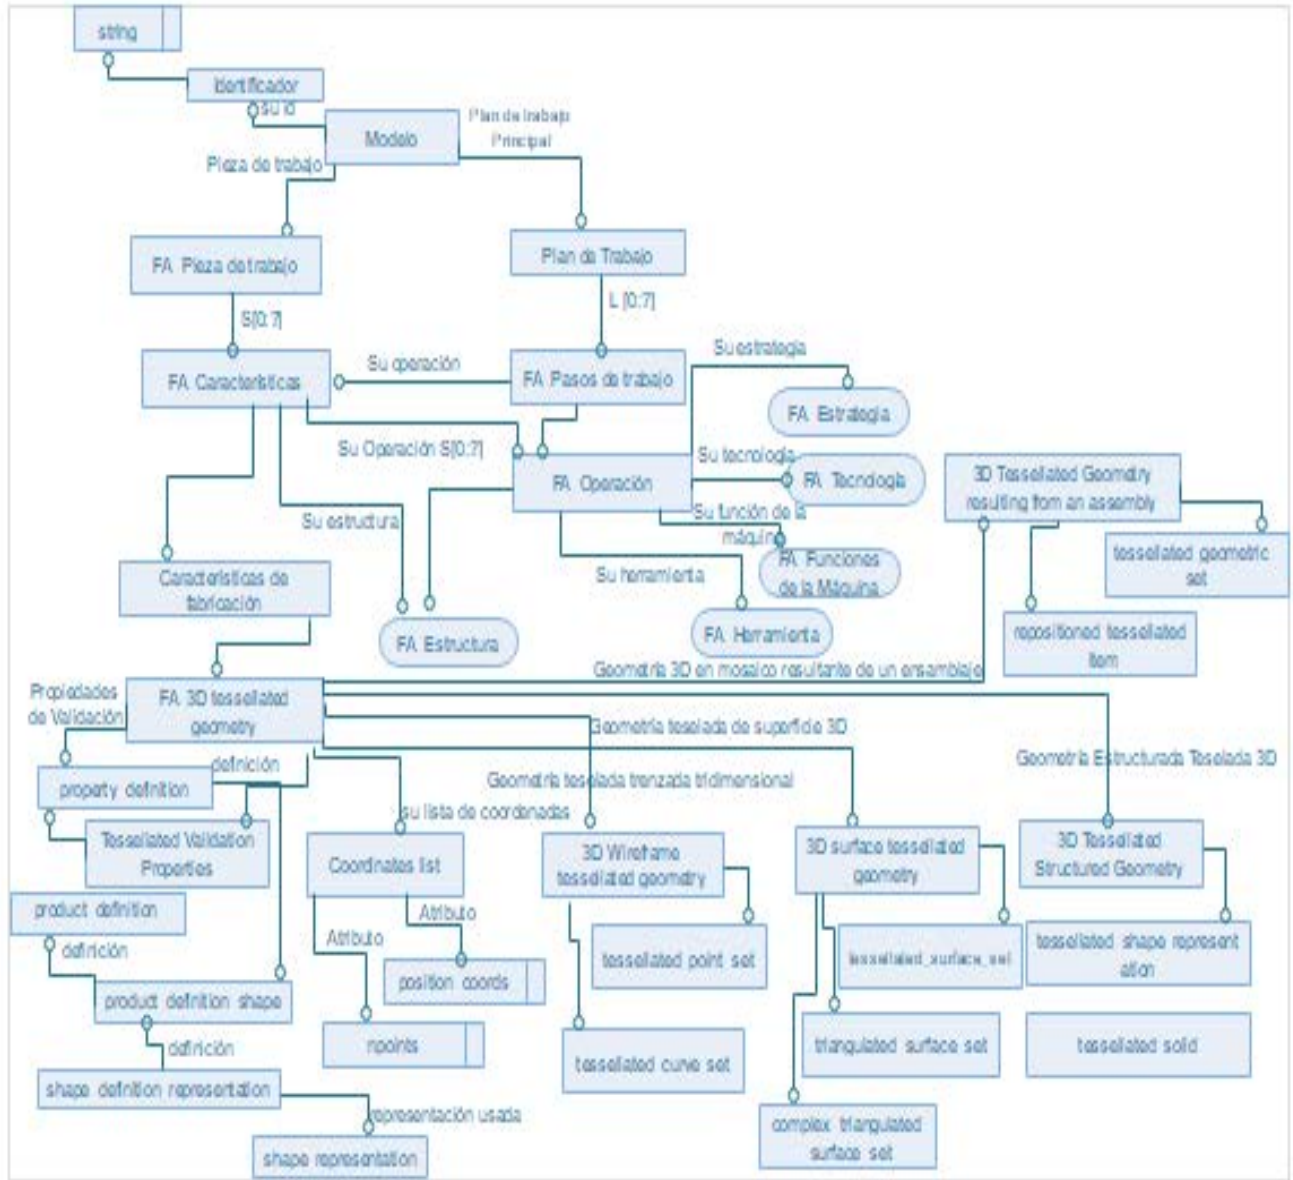 string
Identificador
su id
Modelo
Plan de trabajo
Principal
Pieza de trabajo
FA Pieza de trabajo
Plan de Trabajo
S[0:?]
L [0:?]
FA Características
Su operación
FA Pasos de trabajo
Su estrategia
FA Estrategia
Su Operación S[0:?]
FA Operación
Su tecnología
FA Tecnología
3D Tessellated Geometry
resulting from an assembly
Su estructura
Su función de la
máquina
FA Funciones
de la Máquina
tessellated geometric
set
Características de
fabricación
Su herramienta
FA Estructura
FA Herramienta
repositioned tessellated
item
Geometría 3D en mosaico resultante de un ensamblaje
Propiedades
de Validación
FA 3D tessellated
geometry
Geometría teselada de superficie 3D
Geometría Estructurada Teselada 3D
definición
property definition
Geometría teselada trenzada tridimensional
su lista de coordenadas
Tessellated Validation
Properties
Coordinates list
3D Wireframe
tessellated geometry
3D surface tessellated
geometry
3D Tessellated
Structured Geometry
product definition
definición
Atributo
Atributo
tessellated point set
tessellated_surface_set
tessellated shape represent
ation
position coords
product definition shape
definición
npoints
tessellated curve set
triangulated surface set
tessellated solid
shape definition representation
representación usada
shape representation
complex triangulated
surface set